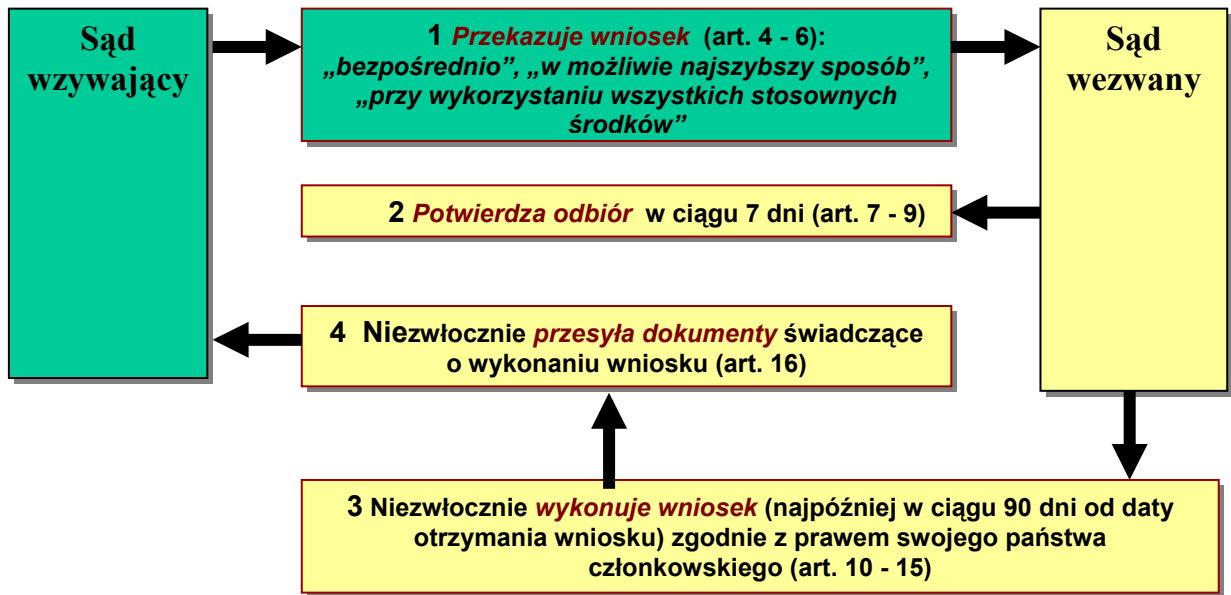 Sąd
wzywający
1 Przekazuje wniosek (art. 4 - 6):
„bezpośrednio”, „w możliwie najszybszy sposób”,
„przy wykorzystaniu wszystkich stosownych
środków”
Sąd
wezwany
2 Potwierdza odbiór w ciągu 7 dni (art. 7 - 9)
4 Niezwłocznie przesyła dokumenty świadczące
o wykonaniu wniosku (art. 16)
3 Niezwłocznie wykonuje wniosek (najpóźniej w ciągu 90 dni od daty
otrzymania wniosku) zgodnie z prawem swojego państwa
członkowskiego (art. 10 - 15)